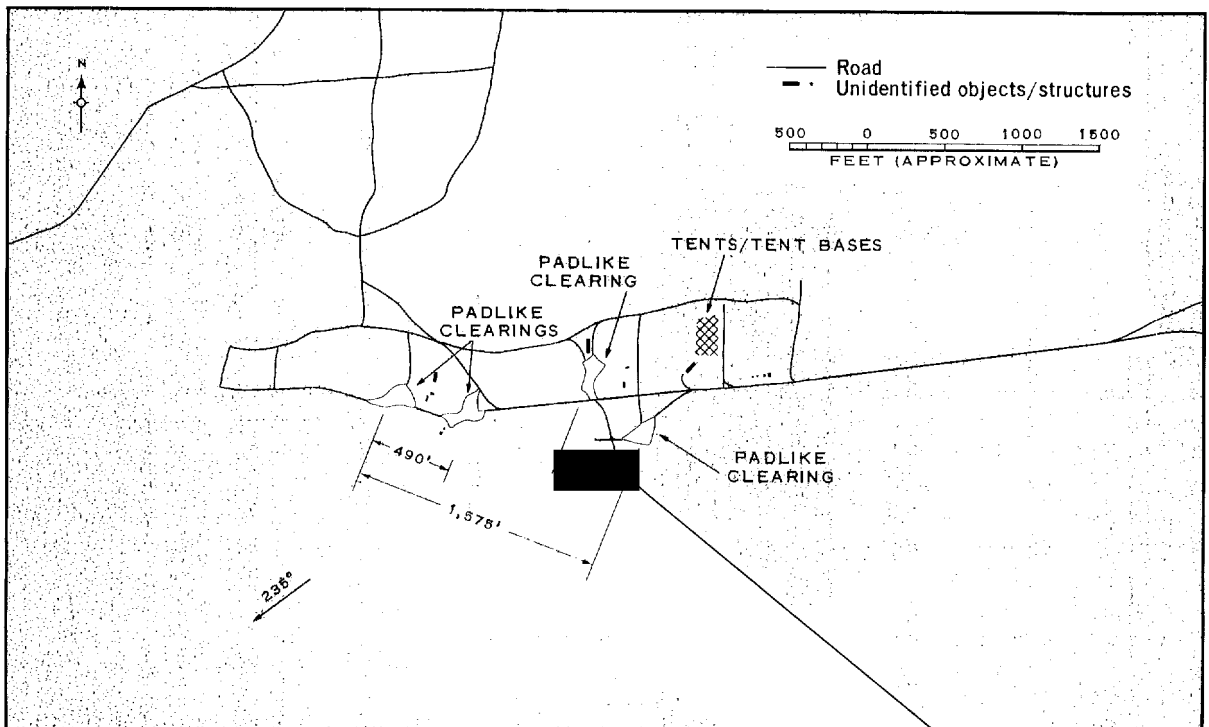 N
Road
Unidentified objects/structures
500 0 500 1000 1500
FEET (APPROXIMATE)
TENTS/TENT BASES
PADLIKE
CLEARING
PADLIKE
CLEARINGS
PADLIKE
CLEARING
490'
1,575'
235°